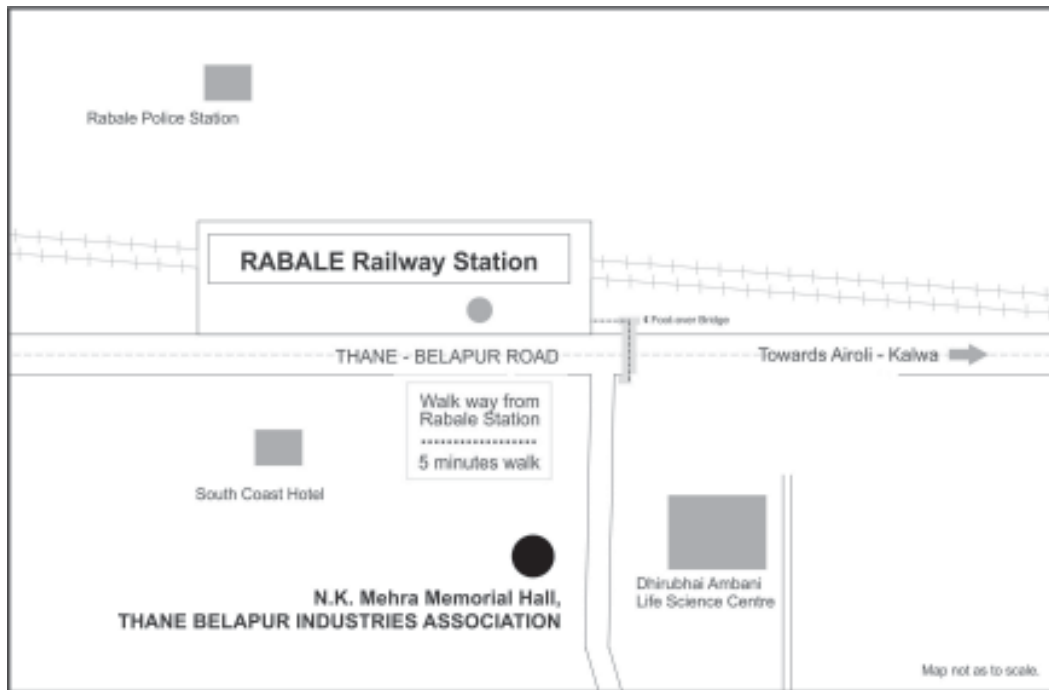 Rabale Police Station
RABALE Railway Station
Foot over Bridge
THANE - BELAPUR ROAD
Towards Airoli - Kalwa
Walk way from
Rabale Station
5 minutes walk
South Coast Hotel
N.K. Mehra Memorial Hall,
THANE BELAPUR INDUSTRIES ASSOCIATION
Dhirubhai Ambani
Life Science Centre
Map not as to scale.